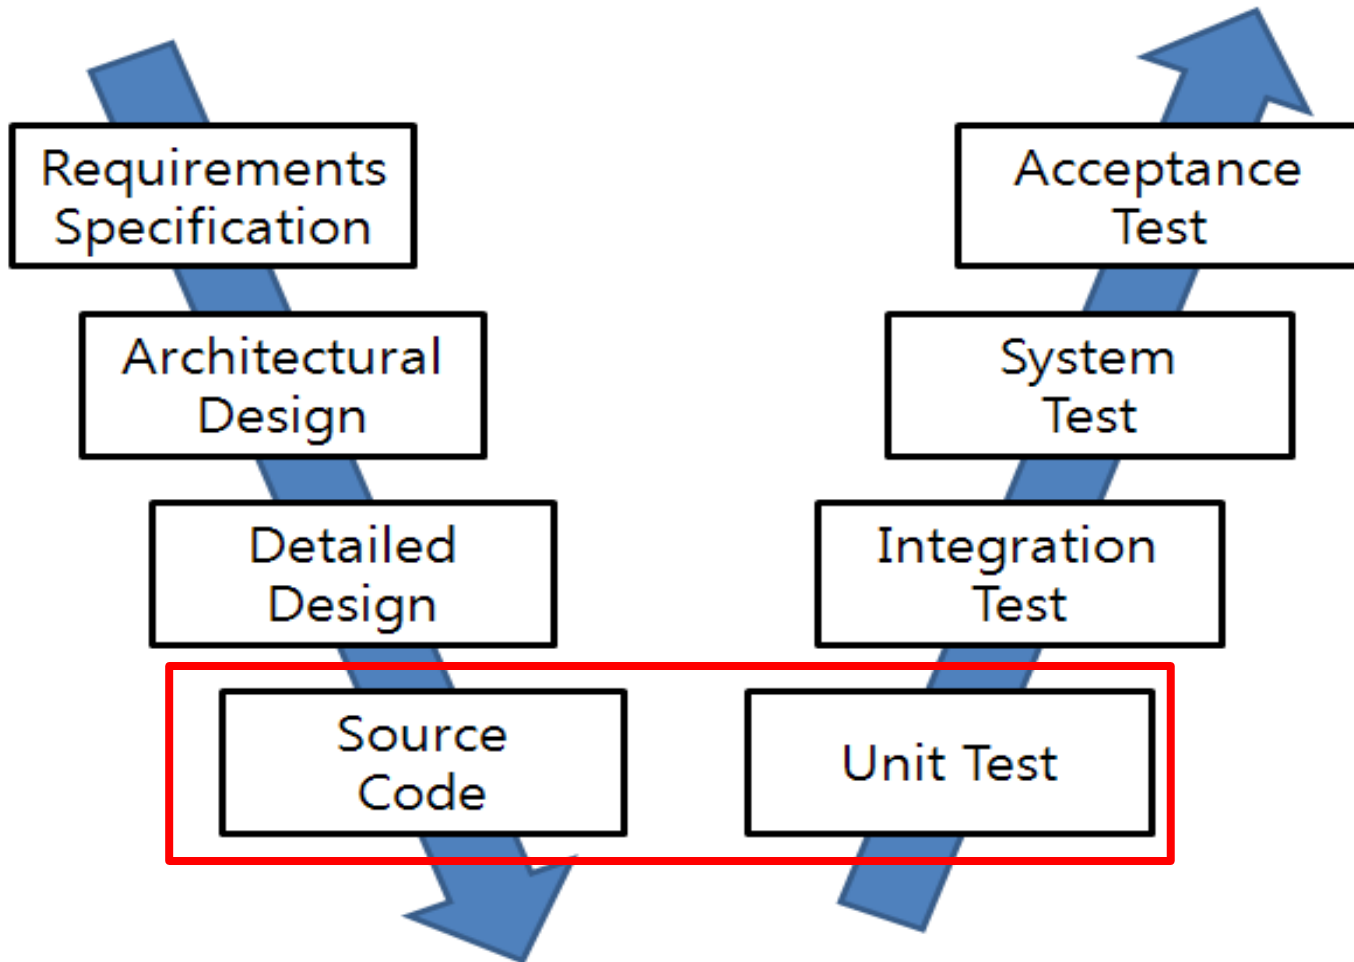 Requirements
Specification
Architectural
Design
Detailed
Design
Source
Code
Acceptance
Test
System
Test
Integration
Test
Unit Test